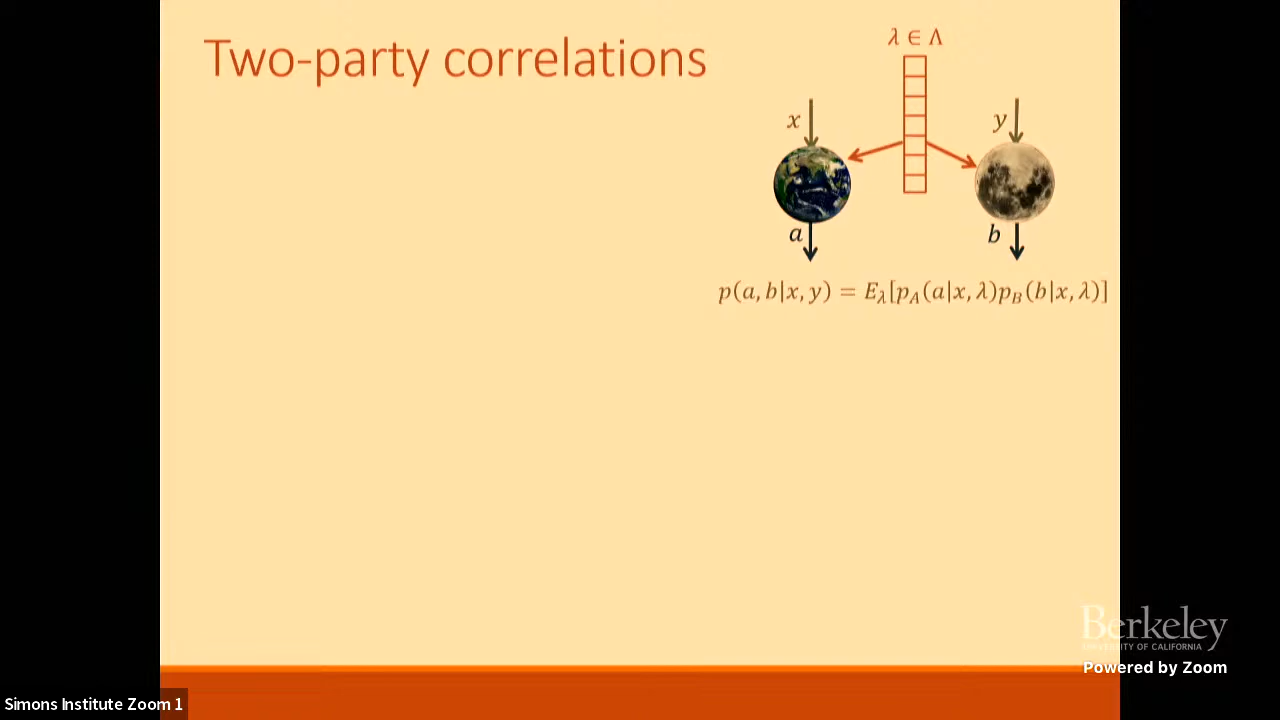 Two-party correlations
λ ∈ Λ
x
y
a
b
p(a, b|x, y) = E_λ[p_A(a|x, λ)p_B(b|x, λ)]
Berkeley
UNIVERSITY OF CALIFORNIA
Powered by Zoom
Simons Institute Zoom 1